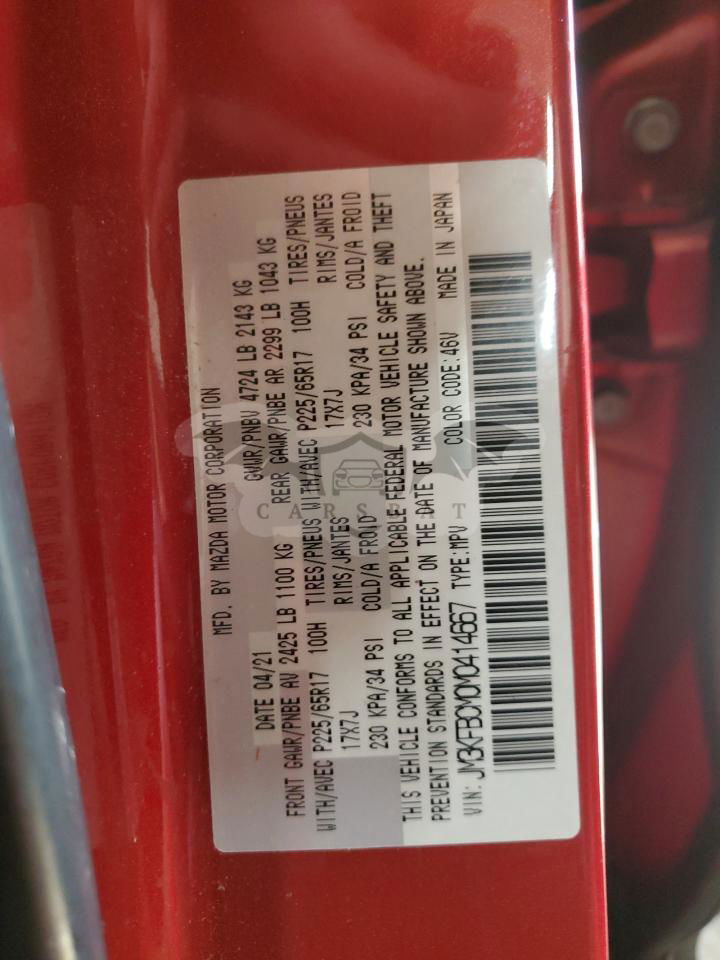 MFD. BY MAZDA MOTOR CORPORATION
DATE 04/21 GVWR/PNBV 4724 LB 2143 KG
FRONT GAWR/PNBE AV 2425 LB 1100 KG REAR GAWR/PNBE AR 2299 LB 1043 KG
WITH/AVEC P225/65R17 100H TIRES/PNEUS WITH/AVEC P225/65R17 100H TIRES/PNEUS
17X7J RIMS/JANTES 17X7J RIMS/JANTES
230 KPA/34 PSI COLD/A FROID 230 KPA/34 PSI COLD/A FROID
THIS VEHICLE CONFORMS TO ALL APPLICABLE FEDERAL MOTOR VEHICLE SAFETY AND THEFT
PREVENTION STANDARDS IN EFFECT ON THE DATE OF MANUFACTURE SHOWN ABOVE.
VIN: JM3KFBCM0M0414667 TYPE:MPV COLOR CODE:46V MADE IN JAPAN